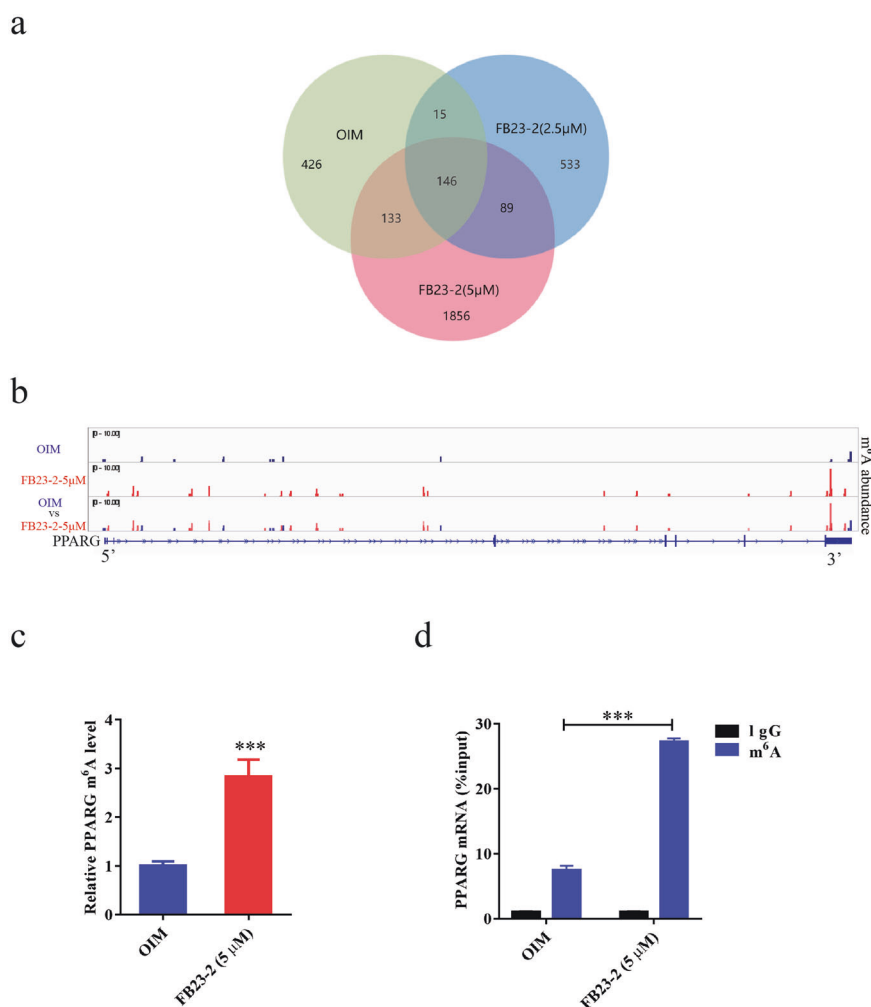 a
15
OIM
FB23-2(2.5μM)
426
533
146
133
89
FB23-2(5μM)
1856
b
[0 - 10.00]
OIM
[0 - 10.00]
FB23-2-5μM
[0 - 10.00]
OIM
vs
FB23-2-5μM
m⁶A abundance
PPARG
5’
3’
c
Relative PPARG m⁶A level
4
3
2
1
0
***
OIM
FB23-2 (5 μM)
d
PPARG mRNA (%input)
30
20
10
0
***
l gG
m⁶A
OIM
FB23-2 (5 μM)